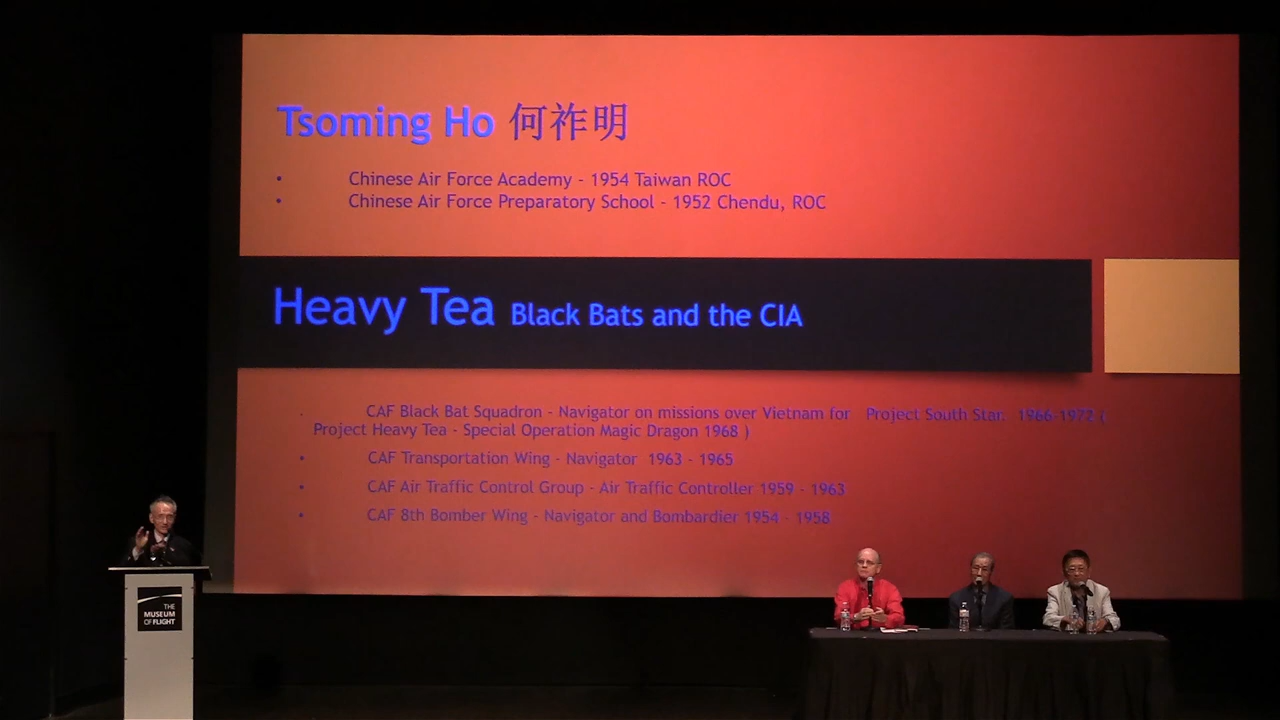 Tsoming Ho 何祚明
• Chinese Air Force Academy - 1954 Taiwan ROC
• Chinese Air Force Preparatory School - 1952 Chendu, ROC
Heavy Tea Black Bats and the CIA
. CAF Black Bat Squadron - Navigator on missions over Vietnam for Project South Star. 1966-1972 (
Project Heavy Tea - Special Operation Magic Dragon 1968 )
• CAF Transportation Wing - Navigator 1963 - 1965
• CAF Air Traffic Control Group - Air Traffic Controller 1959 - 1963
• CAF 8th Bomber Wing - Navigator and Bombardier 1954 - 1958
THE
MUSEUM
OF FLIGHT